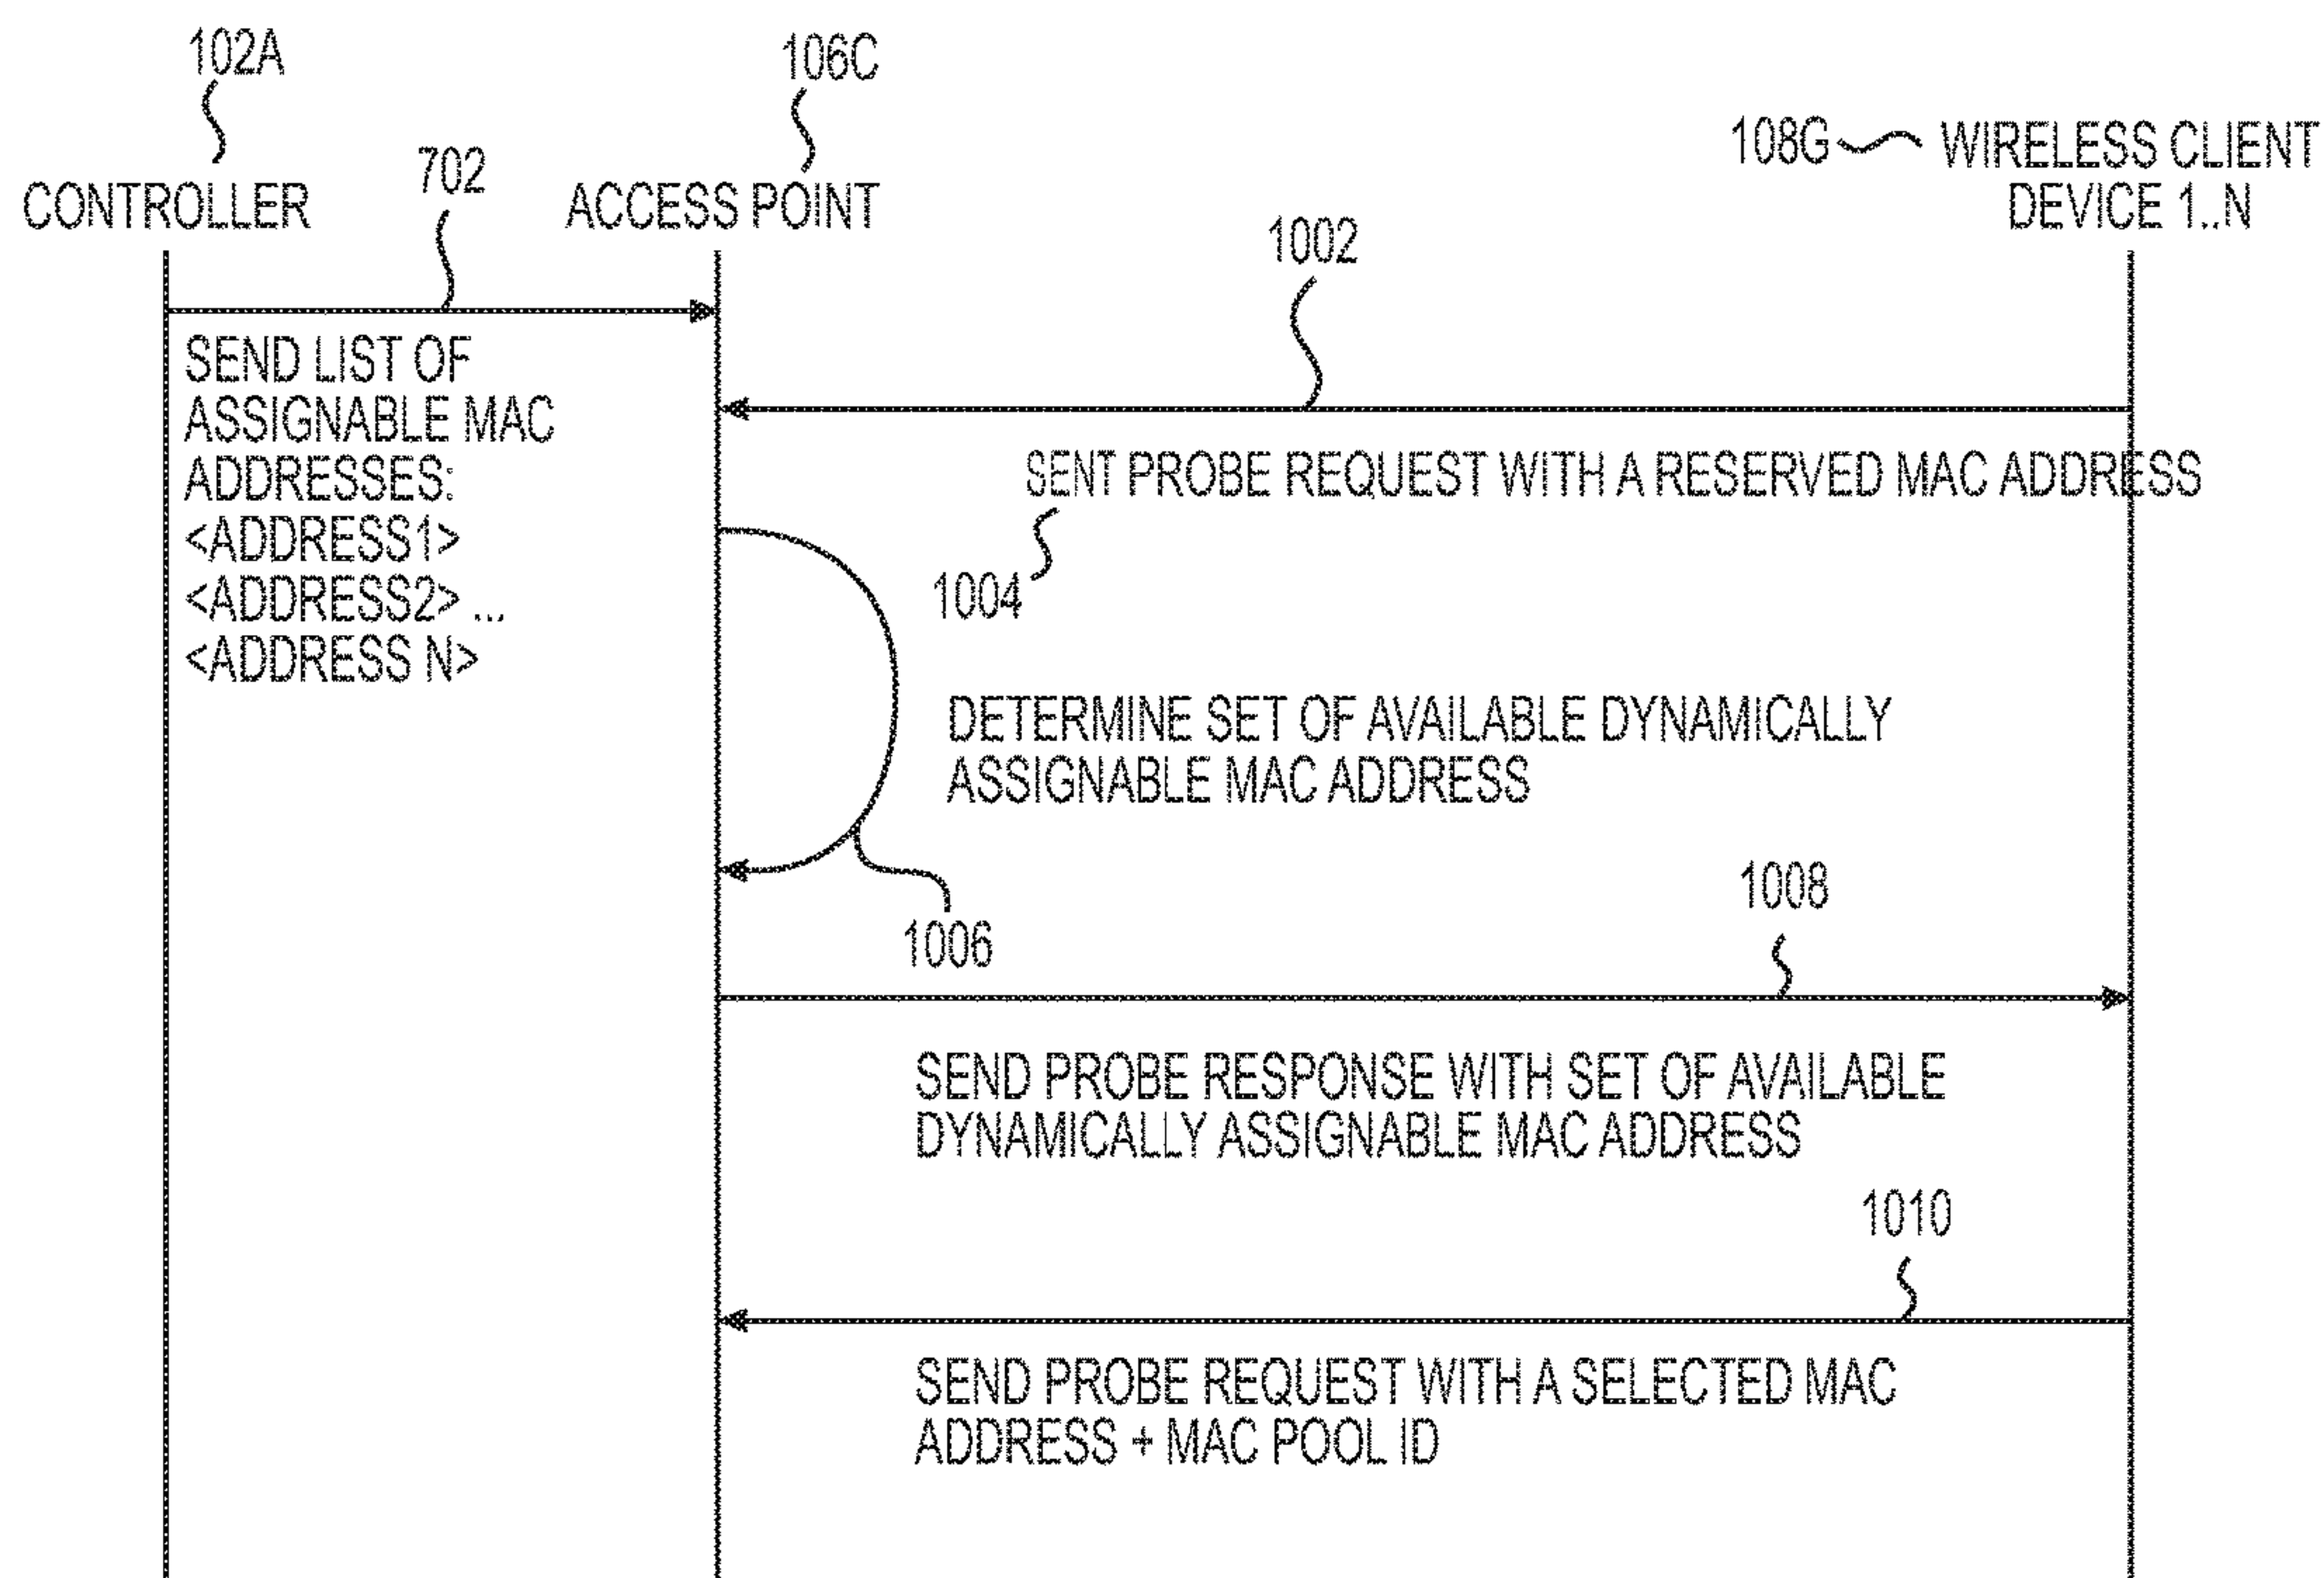 102A
106C
108G
WIRELESS CLIENT
DEVICE 1..N
CONTROLLER
702
ACCESS POINT
1002
SEND LIST OF
ASSIGNABLE MAC
ADDRESSES:
<ADDRESS1>
<ADDRESS2> ...
<ADDRESS N>
SENT PROBE REQUEST WITH A RESERVED MAC ADDRESS
1004
DETERMINE SET OF AVAILABLE DYNAMICALLY
ASSIGNABLE MAC ADDRESS
1006
1008
SEND PROBE RESPONSE WITH SET OF AVAILABLE
DYNAMICALLY ASSIGNABLE MAC ADDRESS
1010
SEND PROBE REQUEST WITH A SELECTED MAC
ADDRESS + MAC POOL ID